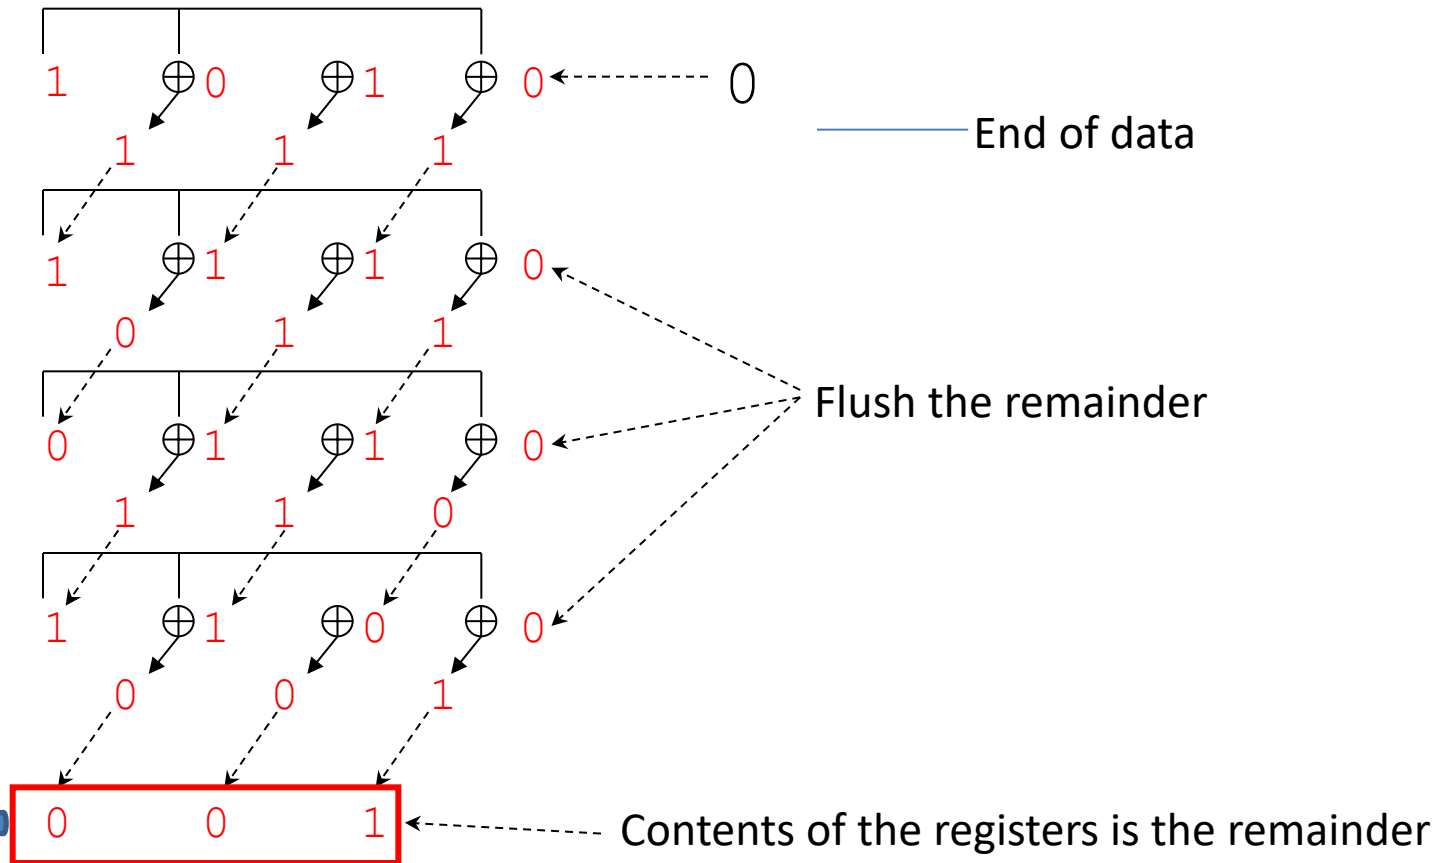 1 0 1 0 0
End of data
1 1 1
1 1 1 0
0 1 1
Flush the remainder
0 1 1 0
1 1 0
1 1 0 0
0 0 1
0 0 1
Contents of the registers is the remainder